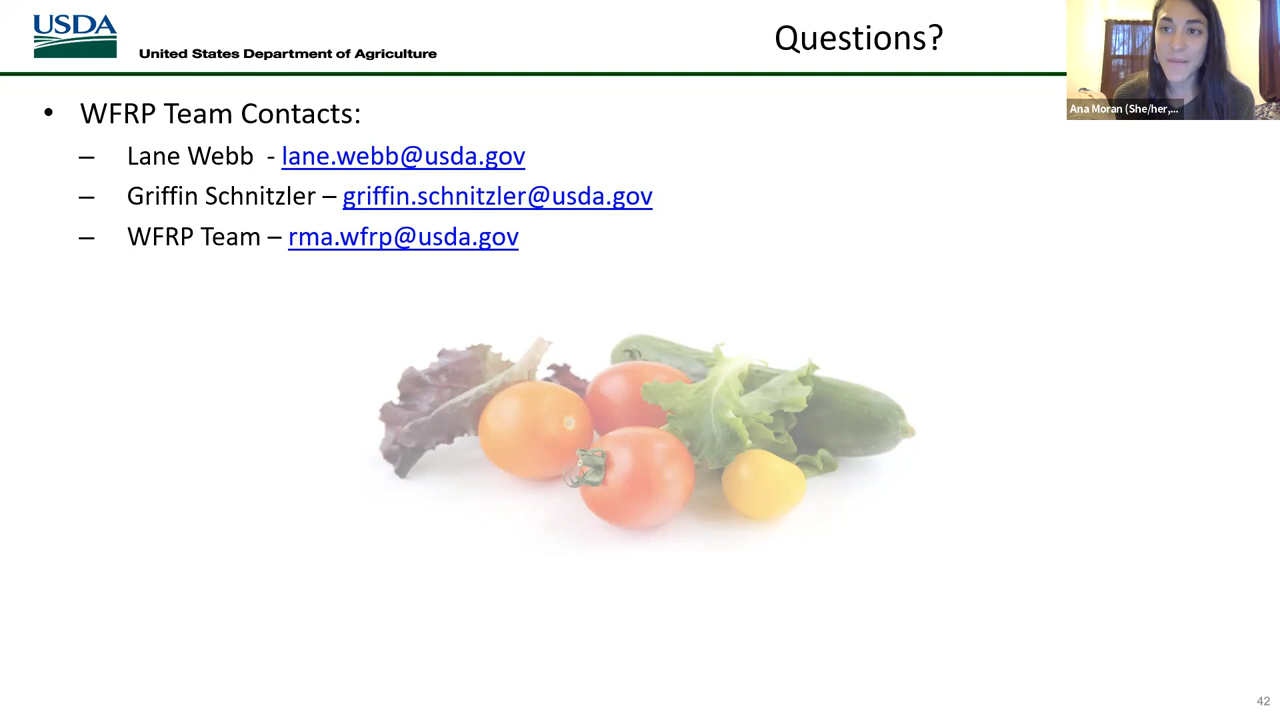 USDA
United States Department of Agriculture
Questions?
Ana Moran (She/her,...
• WFRP Team Contacts:
– Lane Webb - lane.webb@usda.gov
– Griffin Schnitzler – griffin.schnitzler@usda.gov
– WFRP Team – rma.wfrp@usda.gov
42